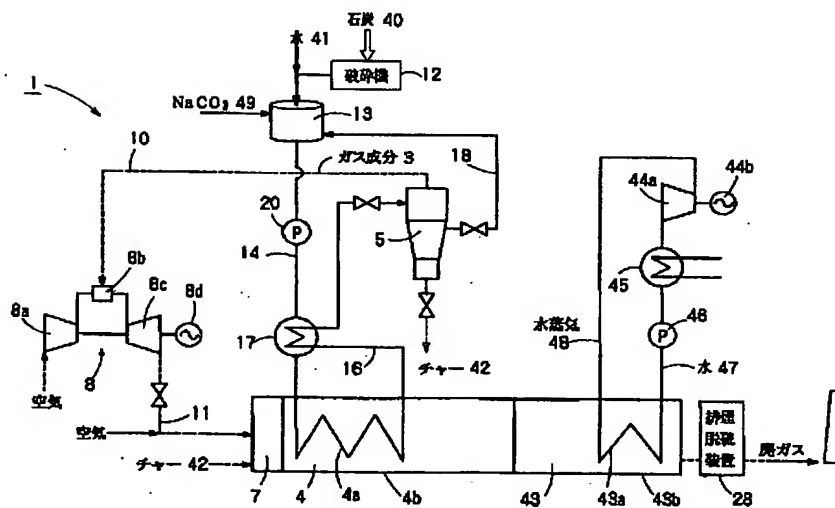 石炭 40
水 41
破砕機
12
1
NaCO3 49
13
10
ガス成分 3
18
44a
44b
20
P
5
14
8b
8c
8d
8a
45
17
水蒸気
48
P
46
16
チャー 42
水 47
8
空気
11
空気
排煙
脱硫
装置
廃ガス
チャー 42
7
4
4a
4b
43
43a
43b
28